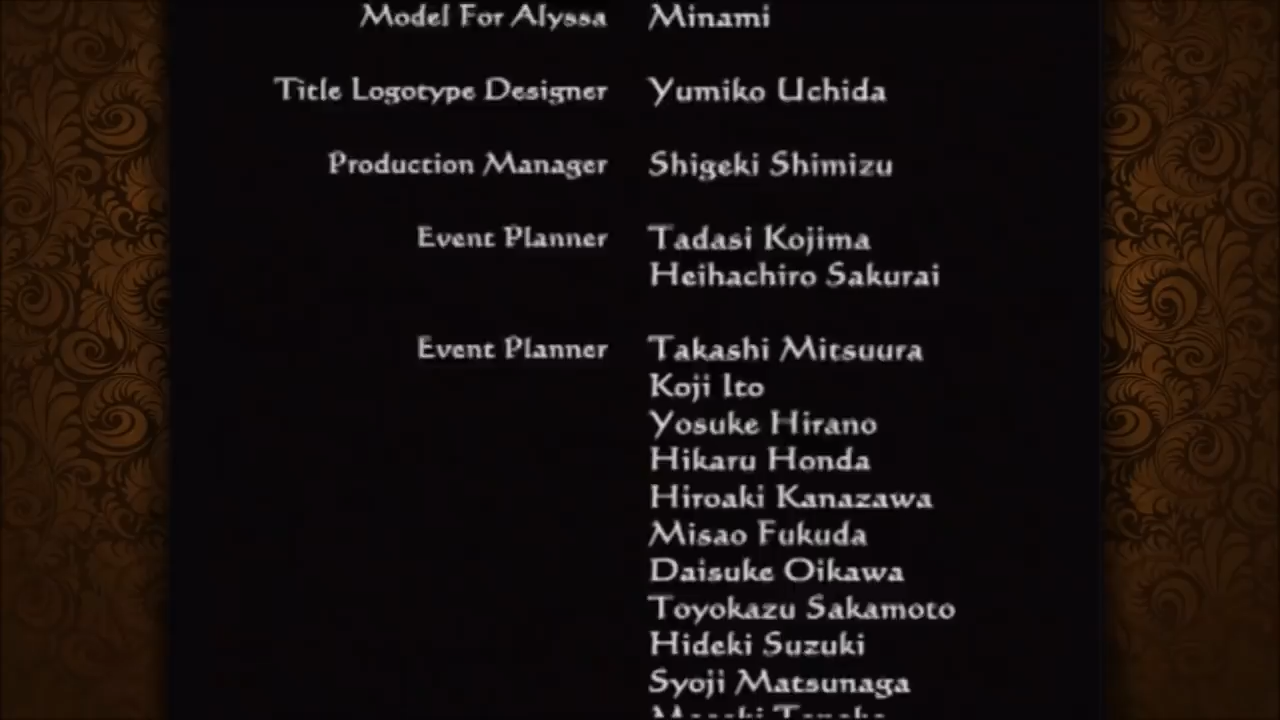 Model For Alyssa Minami
Title Logotype Designer Yumiko Uchida
Production Manager Shigeki Shimizu
Event Planner Tadasi Kojima
Heihachiro Sakurai
Event Planner Takashi Mitsuura
Koji Ito
Yosuke Hirano
Hikaru Honda
Hiroaki Kanazawa
Misao Fukuda
Daisuke Oikawa
Toyokazu Sakamoto
Hideki Suzuki
Syoji Matsunaga